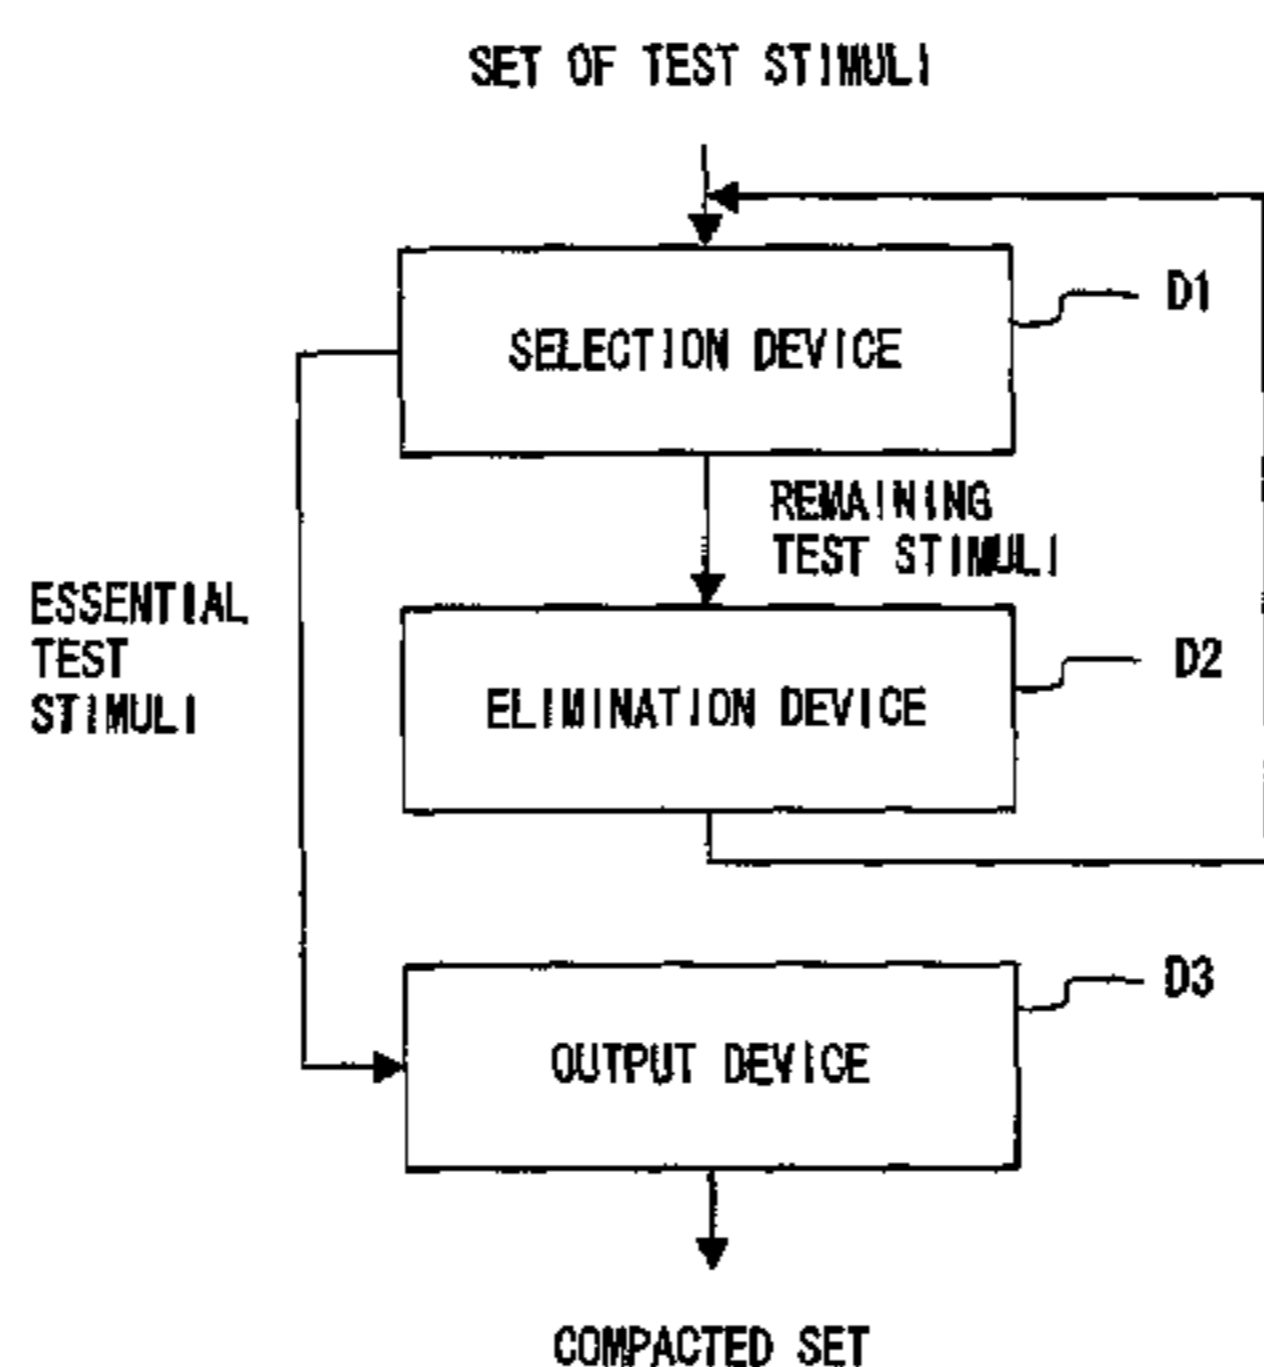 SET OF TEST STIMULI
D1
SELECTION DEVICE
REMAINING
TEST STIMULI
ESSENTIAL
TEST
STIMULI
D2
ELIMINATION DEVICE
D3
OUTPUT DEVICE
COMPACTED SET